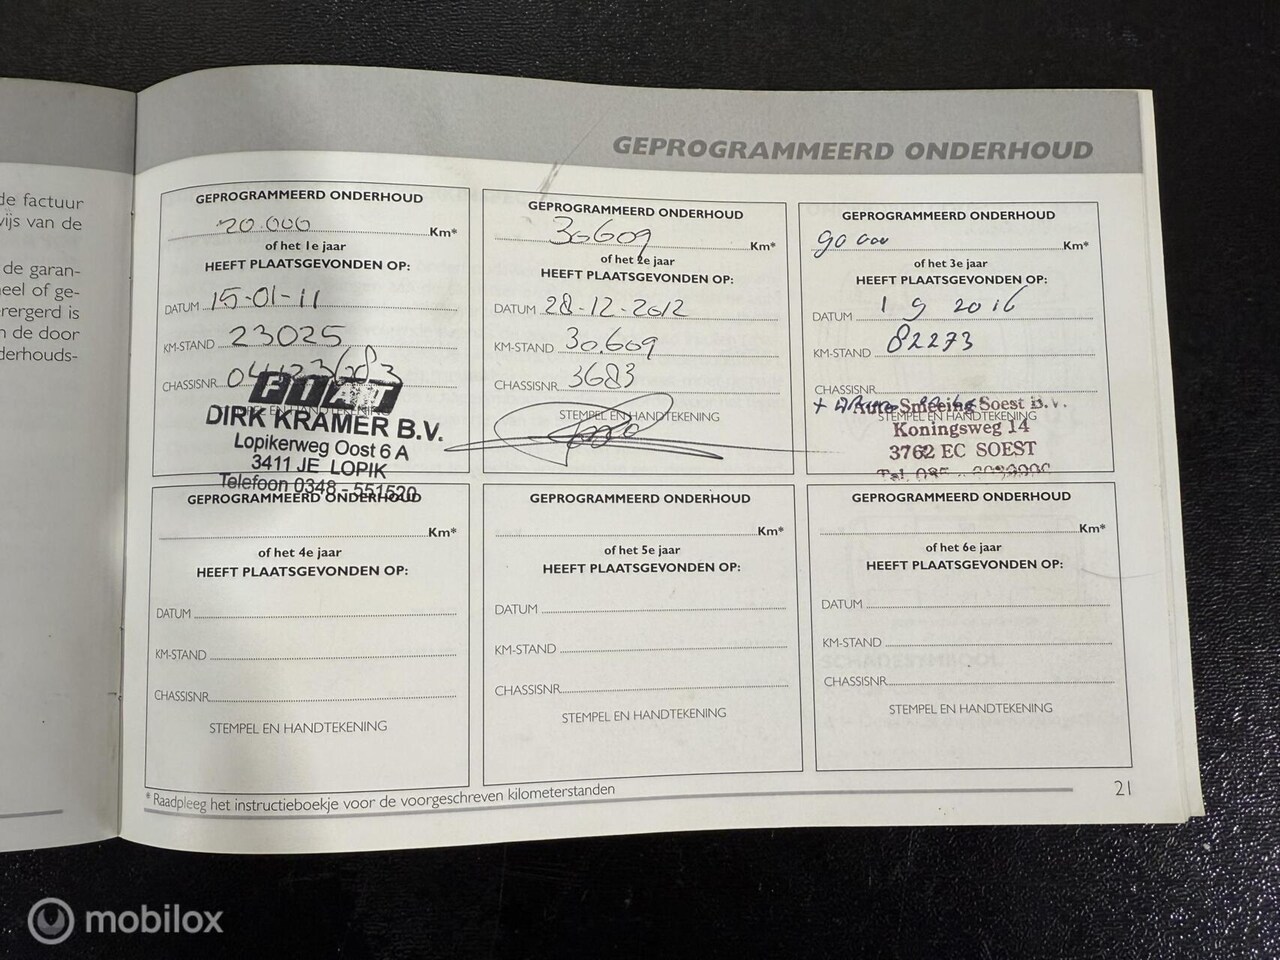 de factuur
vijs van de
de garan-
eel of ge-
rergerd is
n de door
derhouds-
GEPROGRAMMEERD ONDERHOUD
GEPROGRAMMEERD ONDERHOUD
20.000 Km*
of het 1e jaar
HEEFT PLAATSGEVONDEN OP:
DATUM 15-01-11
KM-STAND 23025
CHASSISNR
FIAT
DIRK KRAMER B.V.
Lopikerweg Oost 6 A
3411 JE LOPIK
Telefoon 0348 - 551520
GEPROGRAMMEERD ONDERHOUD
30609 Km*
of het 2e jaar
HEEFT PLAATSGEVONDEN OP:
DATUM 28-12-2012
KM-STAND 30.609
CHASSISNR 3683
STEMPEL EN HANDTEKENING
GEPROGRAMMEERD ONDERHOUD
90 000 Km*
of het 3e jaar
HEEFT PLAATSGEVONDEN OP:
DATUM 1 9 2016
KM-STAND 82273
CHASSISNR
Auto Smeeing Soest B.V.
STEMPEL EN HANDTEKENING
Koningsweg 14
3762 EC SOEST
GEPROGRAMMEERD ONDERHOUD
Km*
of het 4e jaar
HEEFT PLAATSGEVONDEN OP:
DATUM
KM-STAND
CHASSISNR
STEMPEL EN HANDTEKENING
GEPROGRAMMEERD ONDERHOUD
Km*
of het 5e jaar
HEEFT PLAATSGEVONDEN OP:
DATUM
KM-STAND
CHASSISNR
STEMPEL EN HANDTEKENING
GEPROGRAMMEERD ONDERHOUD
Km*
of het 6e jaar
HEEFT PLAATSGEVONDEN OP:
DATUM
KM-STAND
CHASSISNR
STEMPEL EN HANDTEKENING
* Raadpleeg het instructieboekje voor de voorgeschreven kilometerstanden
21
mobilox